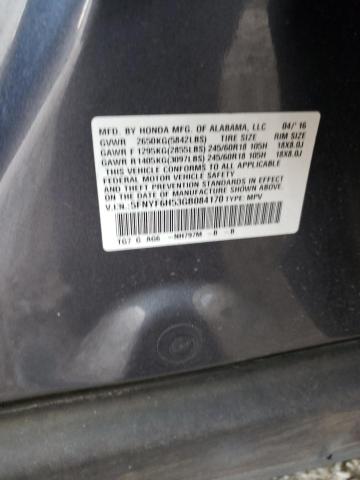 MFD. BY HONDA MFG. OF ALABAMA, LLC 04/'16
GVWR 2650KG(5842LBS) TIRE SIZE RIM SIZE
GAWR F 1295KG(2855LBS) 245/60R18 105H 18X8.0J
GAWR R 1405KG(3097LBS) 245/60R18 105H 18X8.0J
THIS VEHICLE CONFORMS TO ALL APPLICABLE
FEDERAL MOTOR VEHICLE SAFETY
AND THEFT PREVENTION STANDARDS IN EFFECT ON
THE DATE OF MANUFACTURE SHOWN ABOVE.
V.I.N.: 5FNYF6H53GB084170 TYPE: MPV
TG7 G AG6 -NH797M -B -B